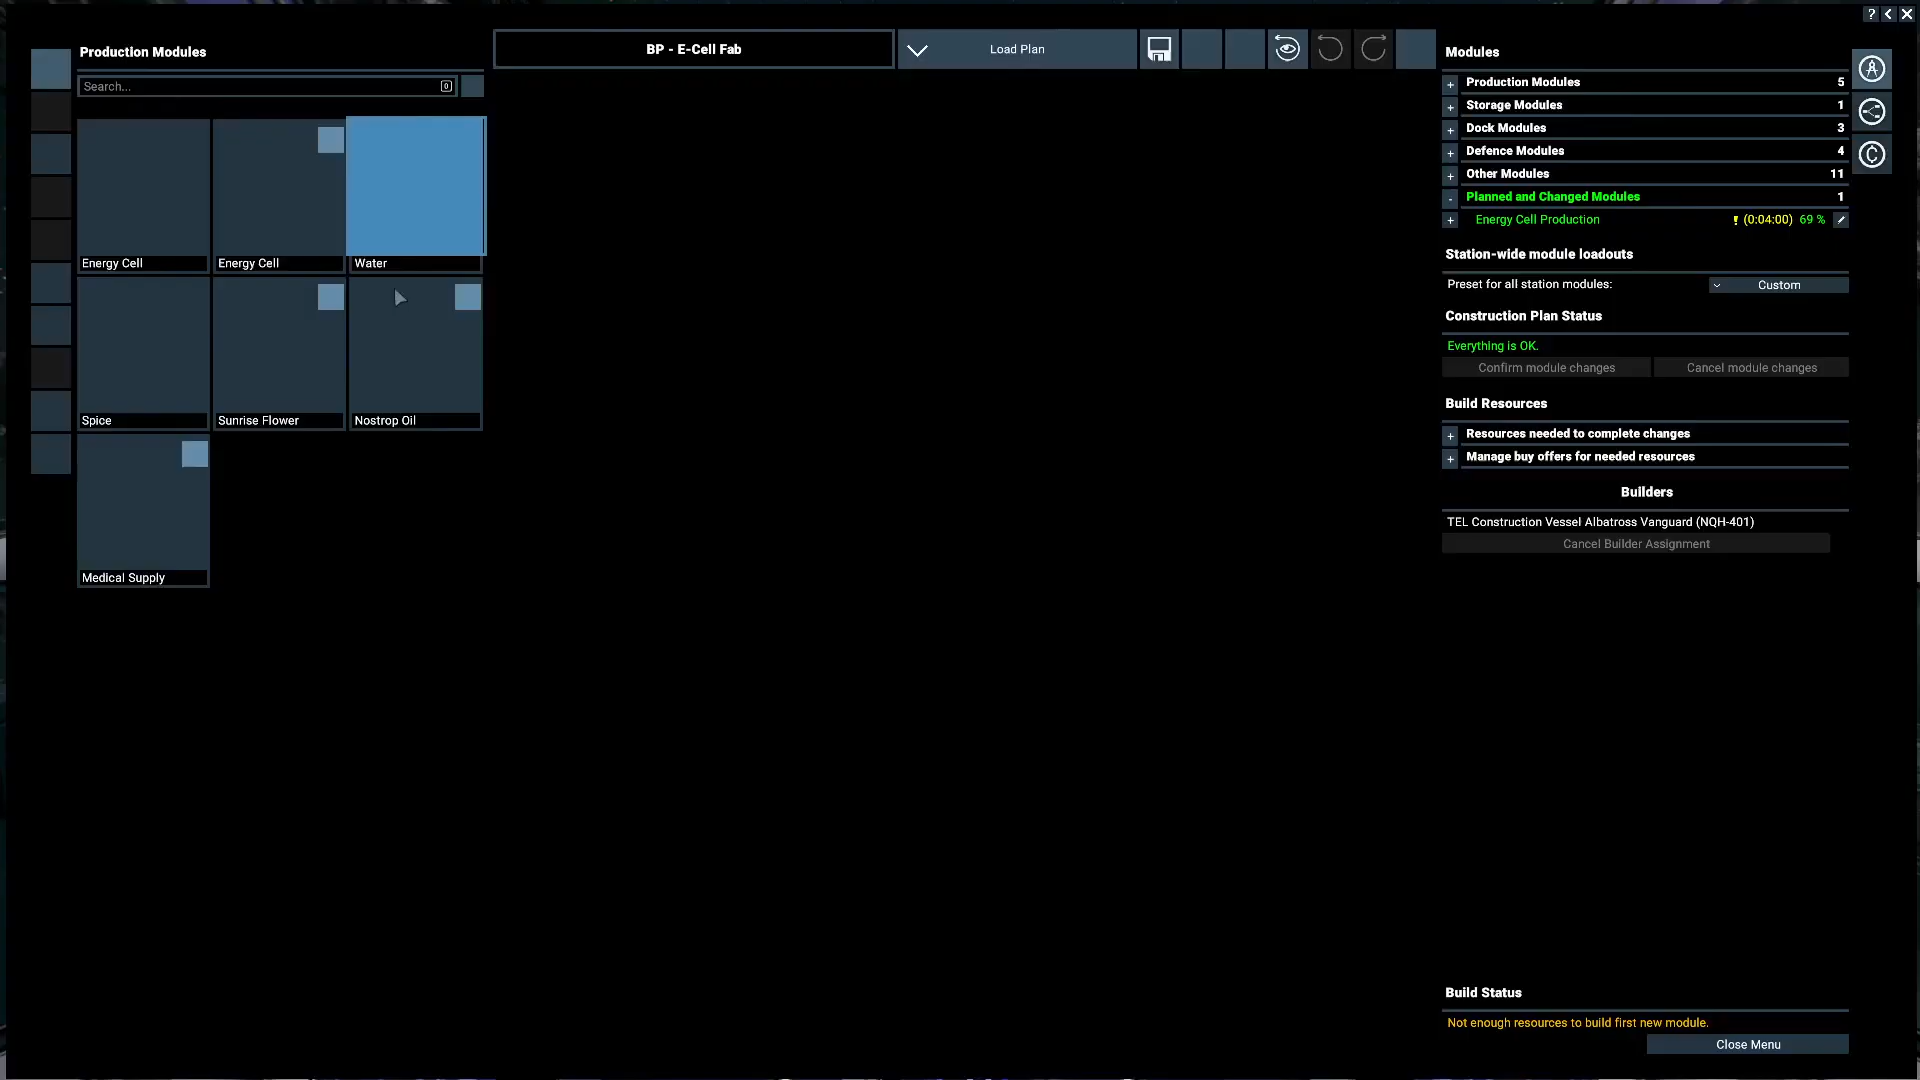 ? < X
Production Modules
Search... 0
Energy Cell
Energy Cell
Water
Spice
Sunrise Flower
Nostrop Oil
Medical Supply
BP - E-Cell Fab
Load Plan
Modules
+ Production Modules 5
+ Storage Modules 1
+ Dock Modules 3
+ Defence Modules 4
+ Other Modules 11
- Planned and Changed Modules 1
+ Energy Cell Production ! (0:04:00) 69 %
Station-wide module loadouts
Preset for all station modules: Custom
Construction Plan Status
Everything is OK.
Confirm module changes Cancel module changes
Build Resources
+ Resources needed to complete changes
+ Manage buy offers for needed resources
Builders
TEL Construction Vessel Albatross Vanguard (NQH-401)
Cancel Builder Assignment
Build Status
Not enough resources to build first new module.
Close Menu